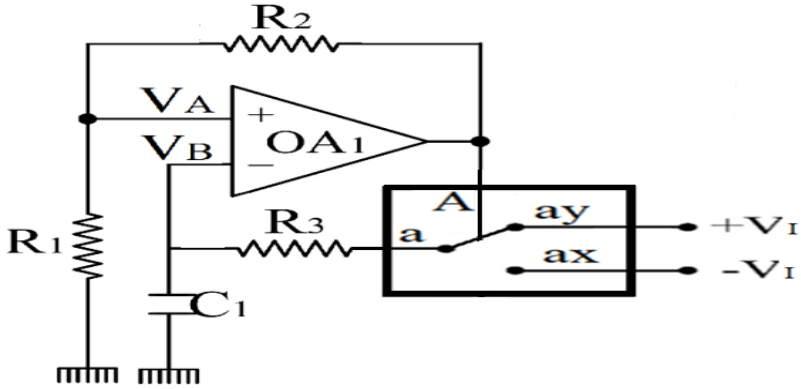 R2
VA
+
OA1
VB
−
A
ay
+VI
R1
R3
a
ax
-VI
C1